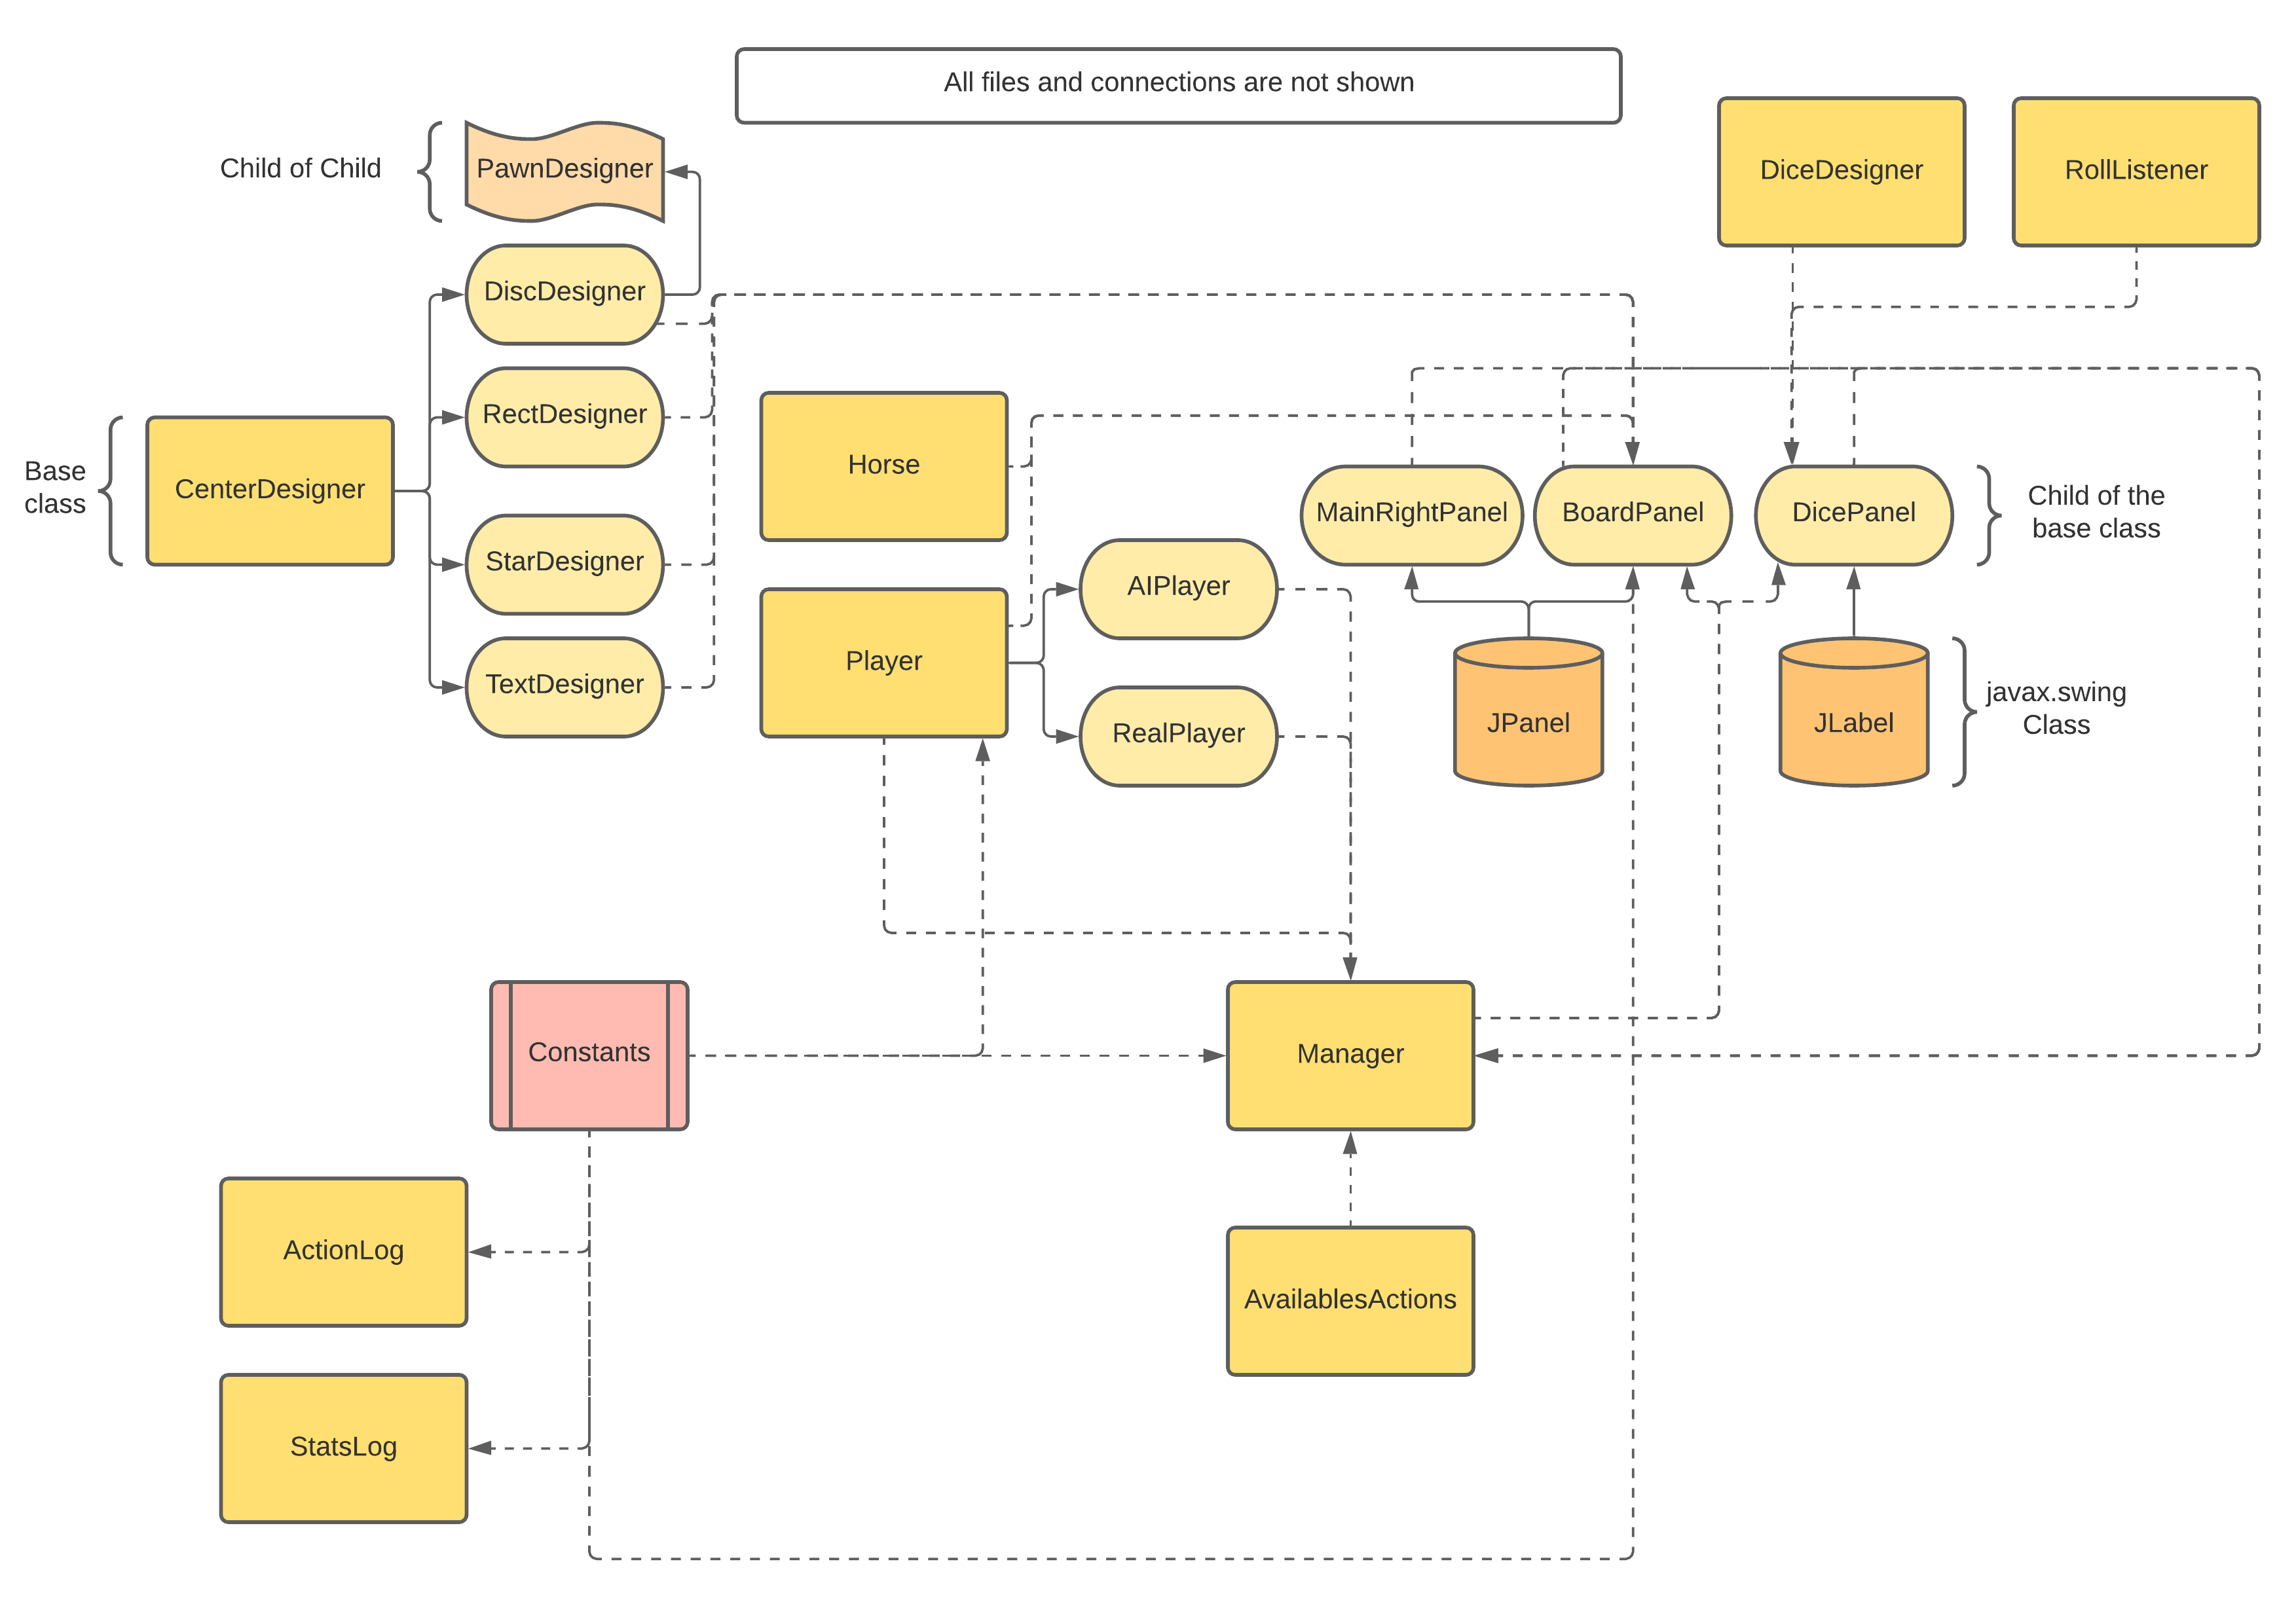 All files and connections are not shown
Child of Child
PawnDesigner
DiceDesigner
RollListener
DiscDesigner
RectDesigner
Base
class
CenterDesigner
StarDesigner
TextDesigner
Horse
Player
AIPlayer
RealPlayer
MainRightPanel
BoardPanel
DicePanel
Child of the
base class
JPanel
JLabel
javax.swing
Class
Constants
Manager
ActionLog
AvailablesActions
StatsLog